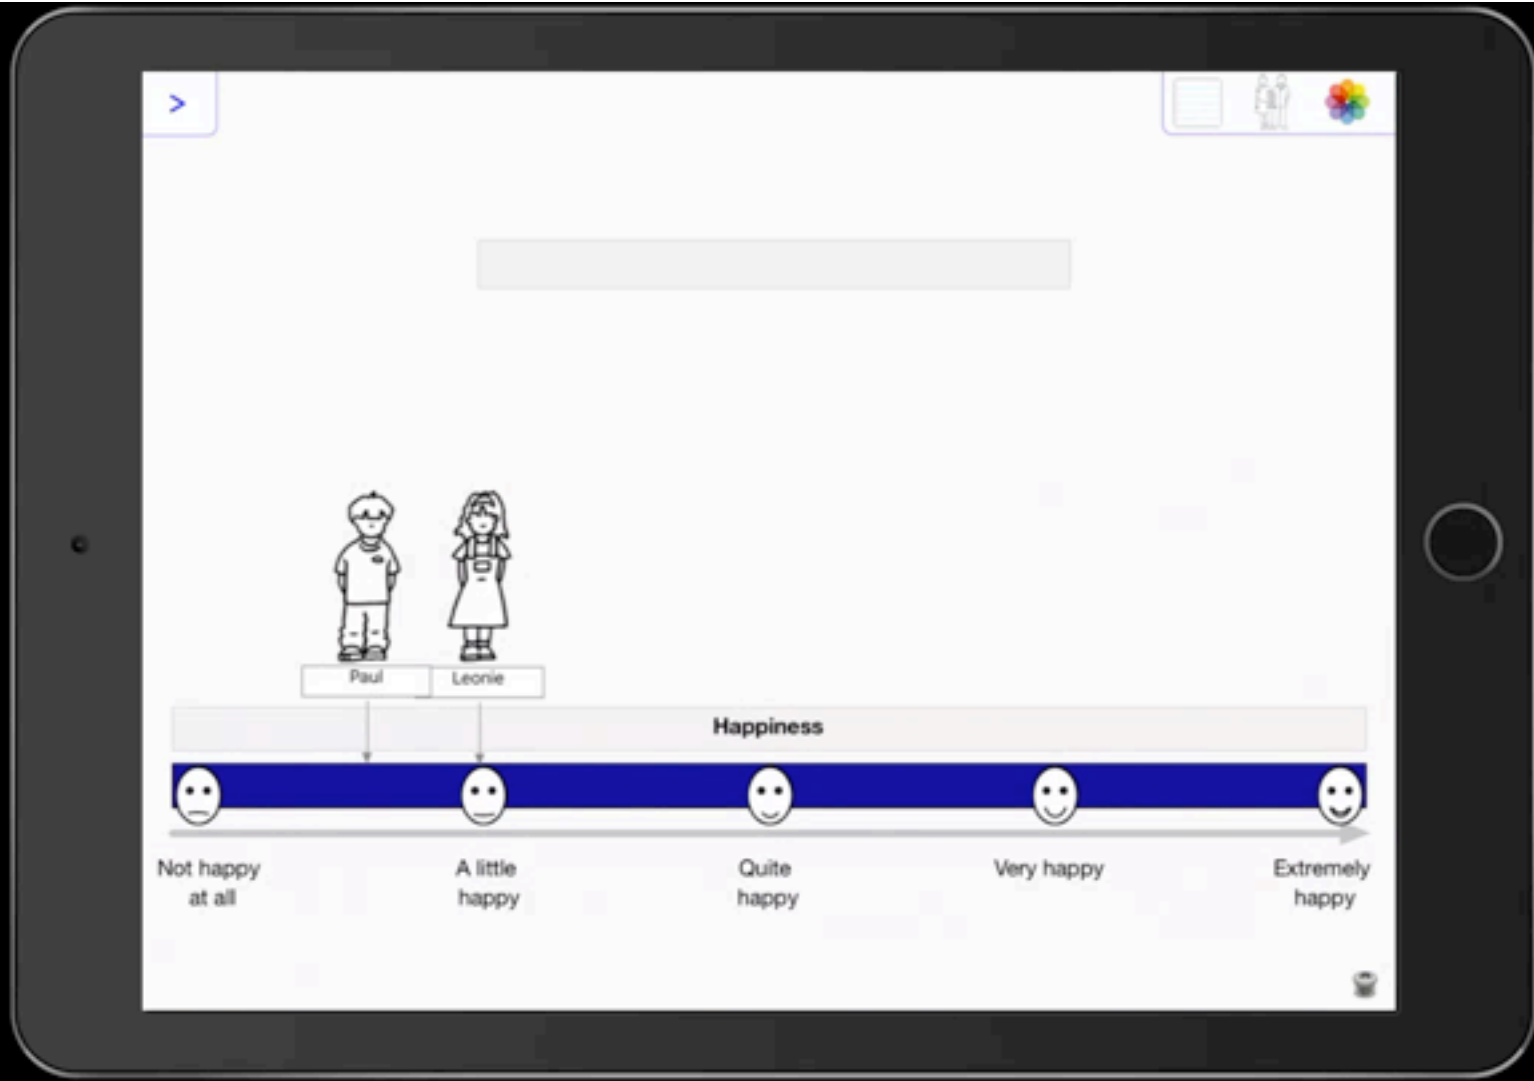 >
Paul
Leonie
Happiness
Not happy
at all
A little
happy
Quite
happy
Very happy
Extremely
happy